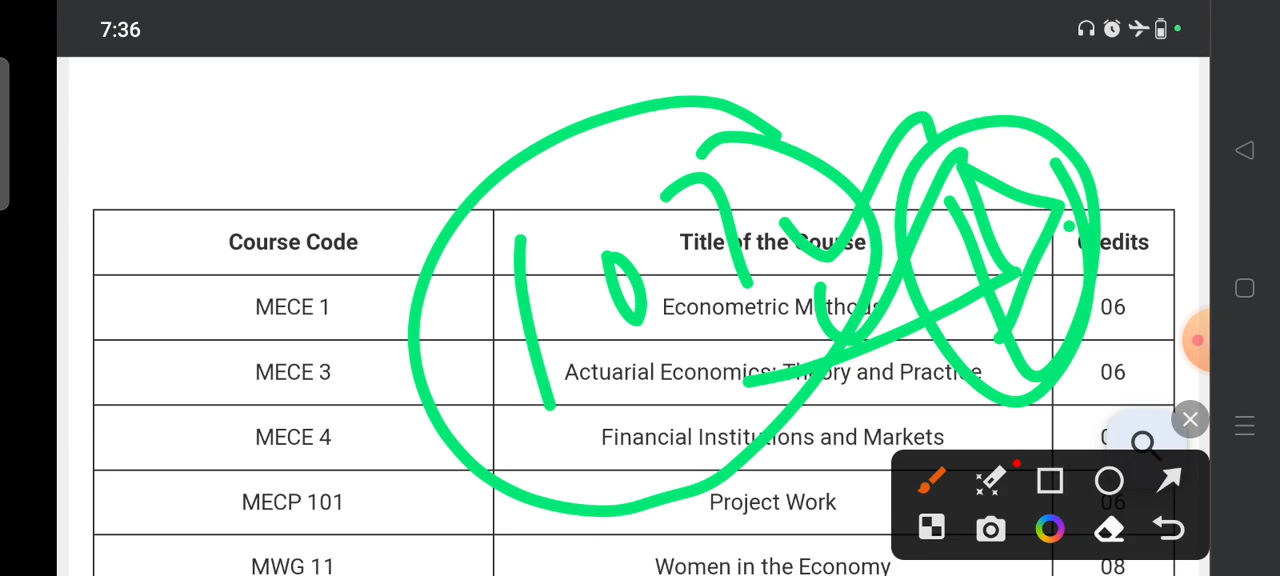 7:36
Course Code Title of the Course Credits
MECE 1 Econometric Methods 06
MECE 3 Actuarial Economics: Theory and Practice 06
MECE 4 Financial Institutions and Markets
MECP 101 Project Work 06
MWG 11 Women in the Economy 08